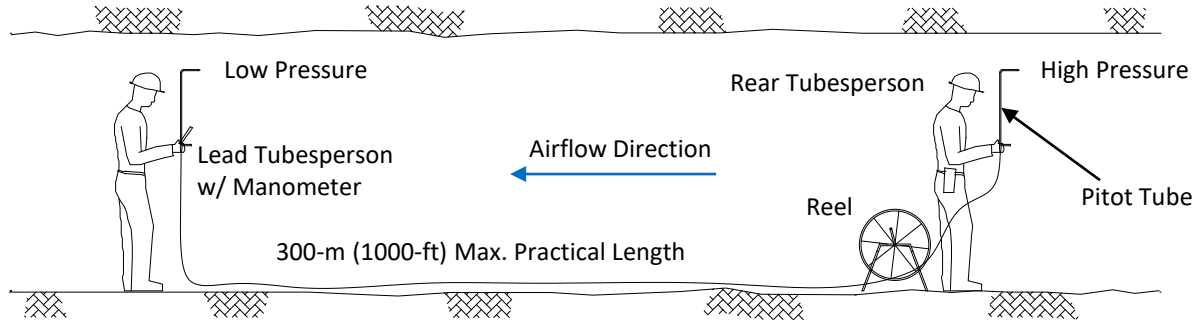 Low Pressure
Rear Tubesperson
High Pressure
Lead Tubesperson
w/ Manometer
Airflow Direction
Reel
Pitot Tube
300-m (1000-ft) Max. Practical Length